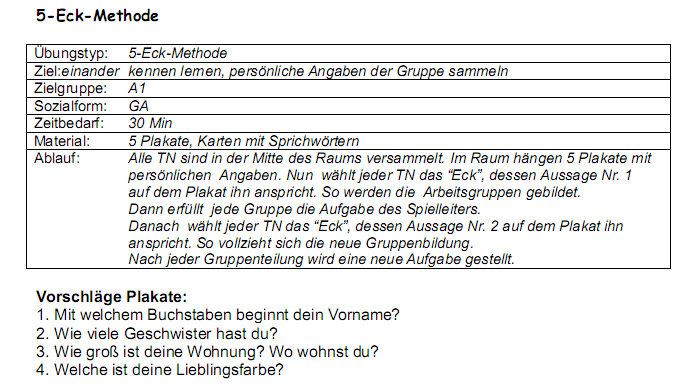 5-Eck-Methode
Übungstyp: 5-Eck-Methode
Ziel:einander kennen lernen, persönliche Angaben der Gruppe sammeln
Zielgruppe: A1
Sozialform: GA
Zeitbedarf: 30 Min
Material: 5 Plakate, Karten mit Sprichwörtern
Ablauf: Alle TN sind in der Mitte des Raums versammelt. Im Raum hängen 5 Plakate mit
persönlichen Angaben. Nun wählt jeder TN das “Eck”, dessen Aussage Nr. 1
auf dem Plakat ihn anspricht. So werden die Arbeitsgruppen gebildet.
Dann erfüllt jede Gruppe die Aufgabe des Spielleiters.
Danach wählt jeder TN das “Eck”, dessen Aussage Nr. 2 auf dem Plakat ihn
anspricht. So vollzieht sich die neue Gruppenbildung.
Nach jeder Gruppenteilung wird eine neue Aufgabe gestellt.
Vorschläge Plakate:
1. Mit welchem Buchstaben beginnt dein Vorname?
2. Wie viele Geschwister hast du?
3. Wie groß ist deine Wohnung? Wo wohnst du?
4. Welche ist deine Lieblingsfarbe?